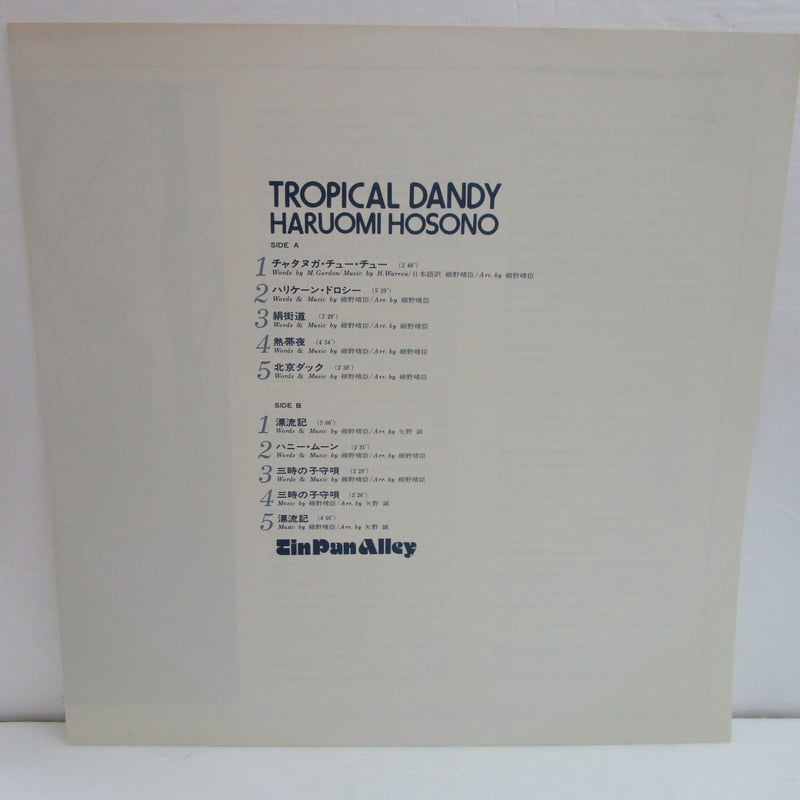 TROPICAL DANDY
HARUOMI HOSONO
SIDE A
1 チャタヌガ・チュー・チュー (2'48")
Words by M.Gordon/Music by H.Warren/日本語訳 細野晴臣/Arr. by 細野晴臣
2 ハリケーン・ドロシー (5'39")
Words & Music by 細野晴臣/Arr. by 細野晴臣
3 絹街道 (3'29")
Words & Music by 細野晴臣/Arr. by 細野晴臣
4 熱帯夜 (4'54")
Words & Music by 細野晴臣/Arr. by 細野晴臣
5 北京ダック (2'38")
Words & Music by 細野晴臣/Arr. by 細野晴臣
SIDE B
1 漂流記 (3'06")
Words & Music by 細野晴臣/Arr. by 矢野 誠
2 ハニー・ムーン (2'31")
Words & Music by 細野晴臣/Arr. by 細野晴臣
3 三時の子守唄 (2'29")
Words & Music by 細野晴臣/Arr. by 細野晴臣
4 三時の子守唄 (2'26")
Music by 細野晴臣/Arr. by 矢野 誠
5 漂流記 (4'05")
Music by 細野晴臣/Arr. by 矢野 誠
Tin Pan Alley